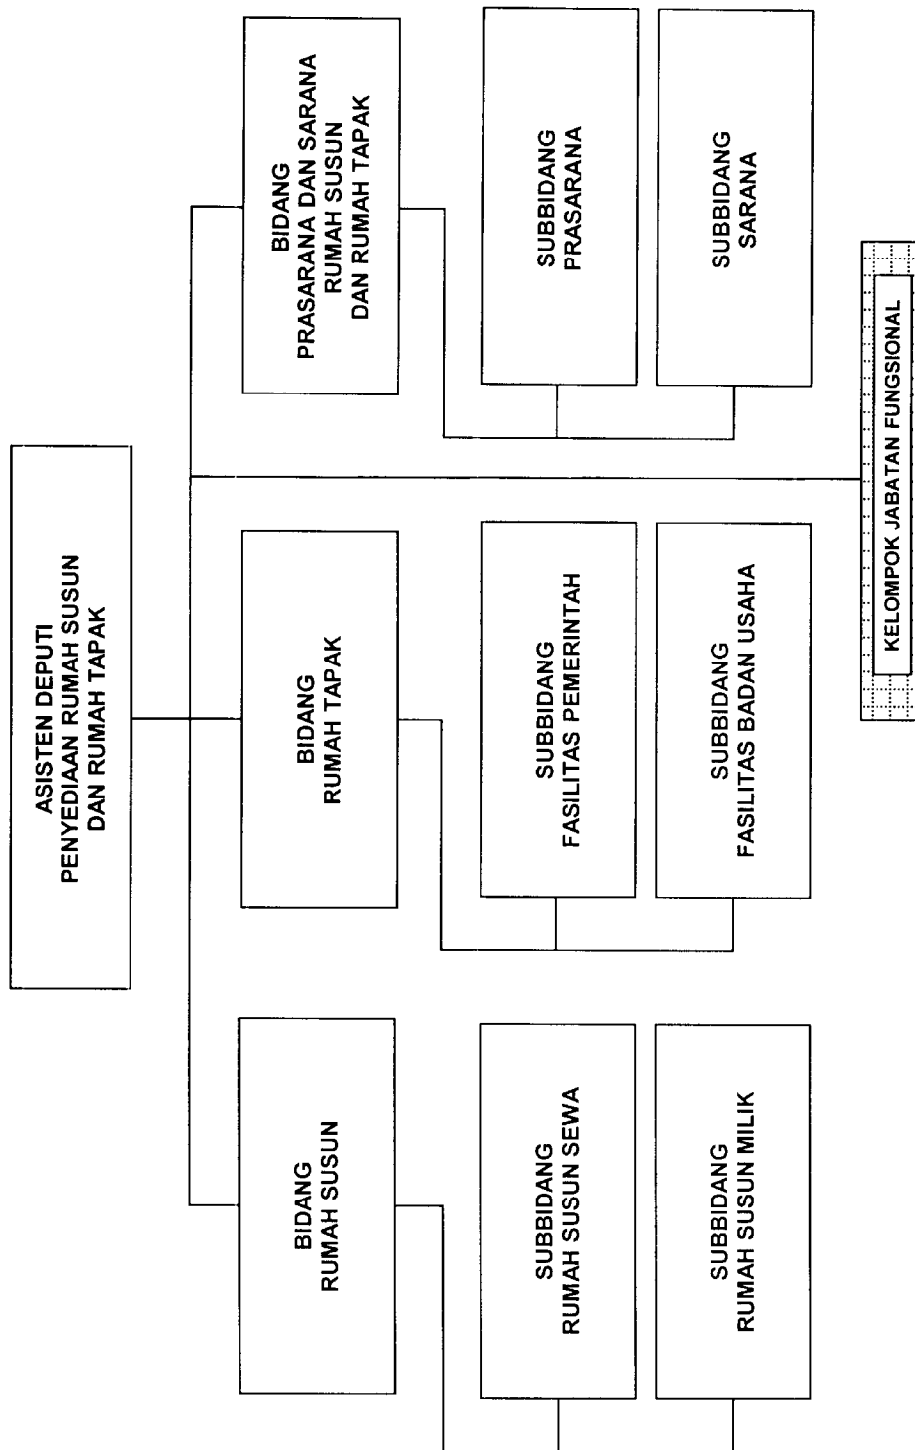 ASISTEN DEPUTI
PENYEDIAAN RUMAH SUSUN
DAN RUMAH TAPAK
BIDANG
RUMAH SUSUN
BIDANG
RUMAH TAPAK
BIDANG
PRASARANA DAN SARANA
RUMAH SUSUN
DAN RUMAH TAPAK
SUBBIDANG
RUMAH SUSUN SEWA
SUBBIDANG
FASILITAS PEMERINTAH
SUBBIDANG
PRASARANA
SUBBIDANG
RUMAH SUSUN MILIK
SUBBIDANG
FASILITAS BADAN USAHA
SUBBIDANG
SARANA
KELOMPOK JABATAN FUNGSIONAL